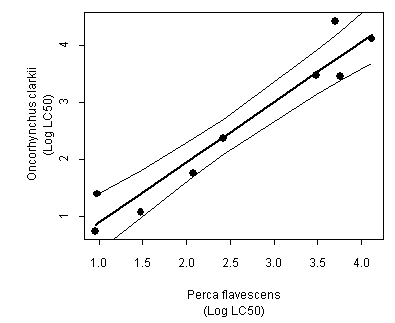 Oncorhynchus clarkii
(Log LC50)
4
3
2
1
1.0 1.5 2.0 2.5 3.0 3.5 4.0
Perca flavescens
(Log LC50)